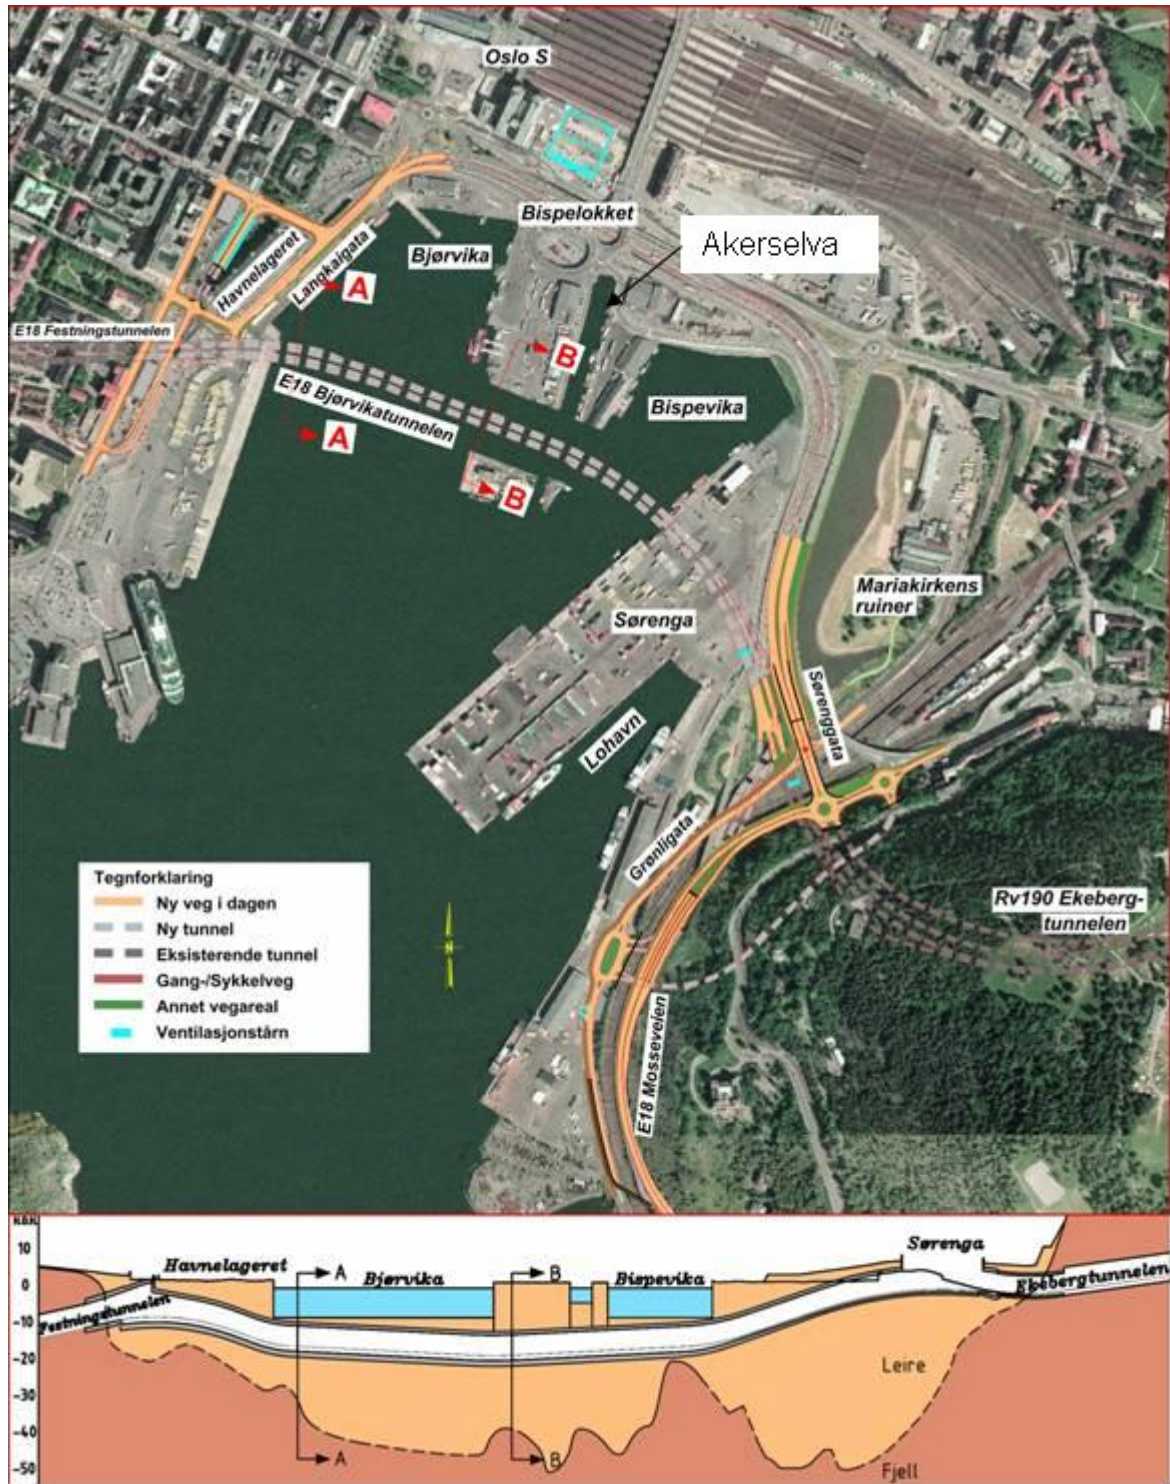 Oslo S
Bispelokket
Akerselva
Bjørvika
Havnelageret
Langkaigata
A
E18 Festningstunnelen
B
E18 Bjørvikatunnelen
Bispevika
A
B
Mariakirkens
ruiner
Sørenga
Sørenggata
Lohavn
Grønligata
Tegnforklaring
Ny veg i dagen
Ny tunnel
Eksisterende tunnel
Gang-/Sykkelveg
Annet vegareal
Ventilasjonstårn
N
Rv190 Ekeberg-
tunnelen
E18 Mosseveien
10
0
-10
-20
-30
-40
-50
Havnelageret
A
Bjørvika
B
Bispevika
Sørenga
Festningstunnelen
Ekebergtunnelen
Leire
A
B
Fjell